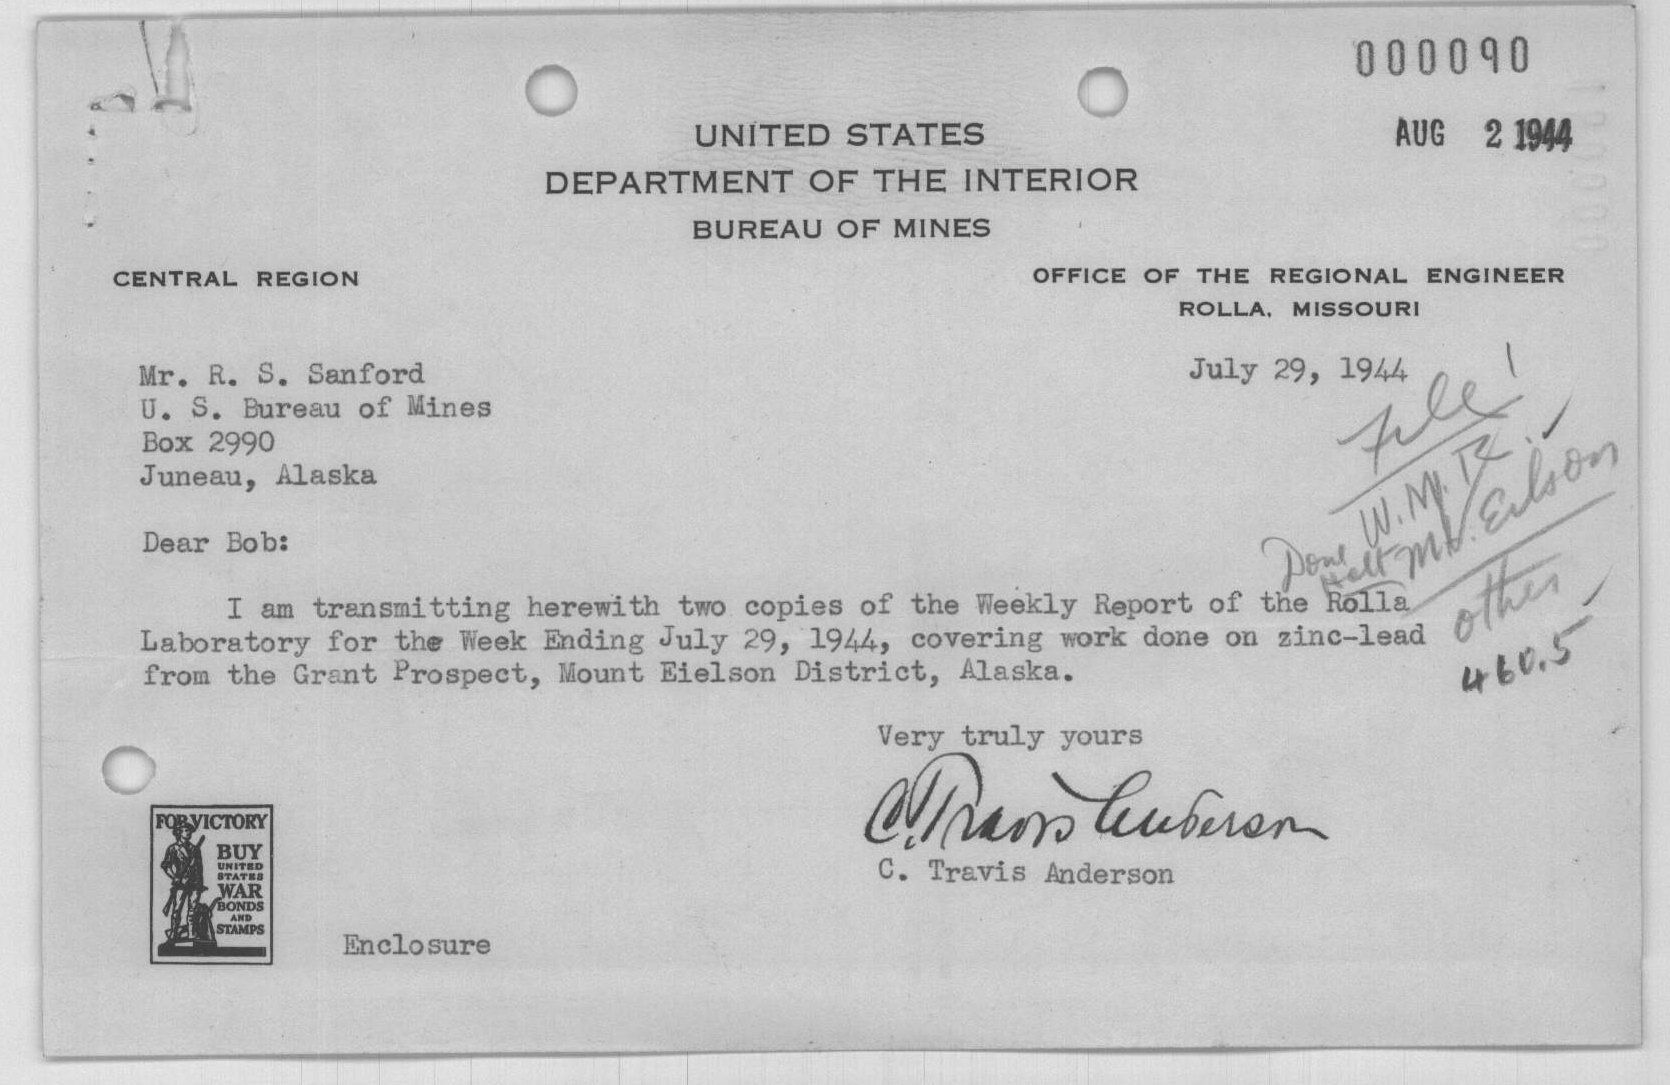 000090
AUG 2 1944
UNITED STATES
DEPARTMENT OF THE INTERIOR
BUREAU OF MINES
CENTRAL REGION
OFFICE OF THE REGIONAL ENGINEER
ROLLA, MISSOURI
July 29, 1944
Mr. R. S. Sanford
U. S. Bureau of Mines
Box 2990
Juneau, Alaska
File!
W.M.R.
Done
Mt. Eielson
other
460.5
Dear Bob:
I am transmitting herewith two copies of the Weekly Report of the Rolla
Laboratory for the Week Ending July 29, 1944, covering work done on zinc-lead
from the Grant Prospect, Mount Eielson District, Alaska.
Very truly yours
C. Travis Anderson
C. Travis Anderson
FOR VICTORY
BUY
UNITED
STATES
WAR
BONDS
AND
STAMPS
Enclosure